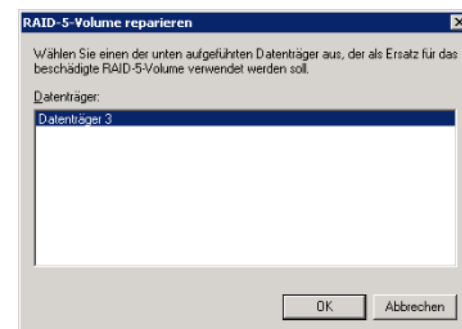 RAID-5-Volume reparieren
Wählen Sie einen der unten aufgeführten Datenträger aus, der als Ersatz für das
beschädigte RAID-5-Volume verwendet werden soll.
Datenträger:
Datenträger 3
OK
Abbrechen